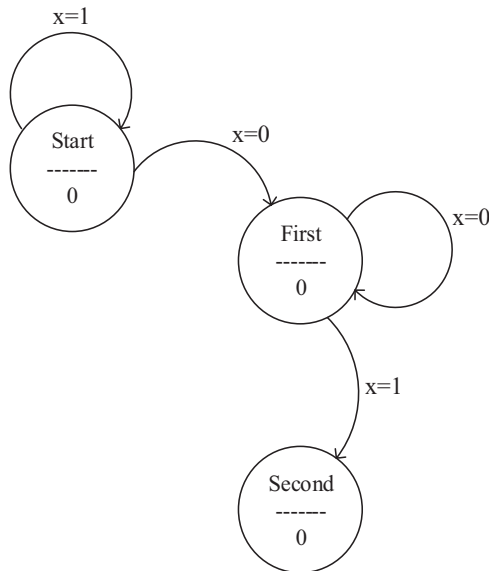 x=1
Start
-------
0
x=0
First
-------
0
x=0
x=1
Second
-------
0